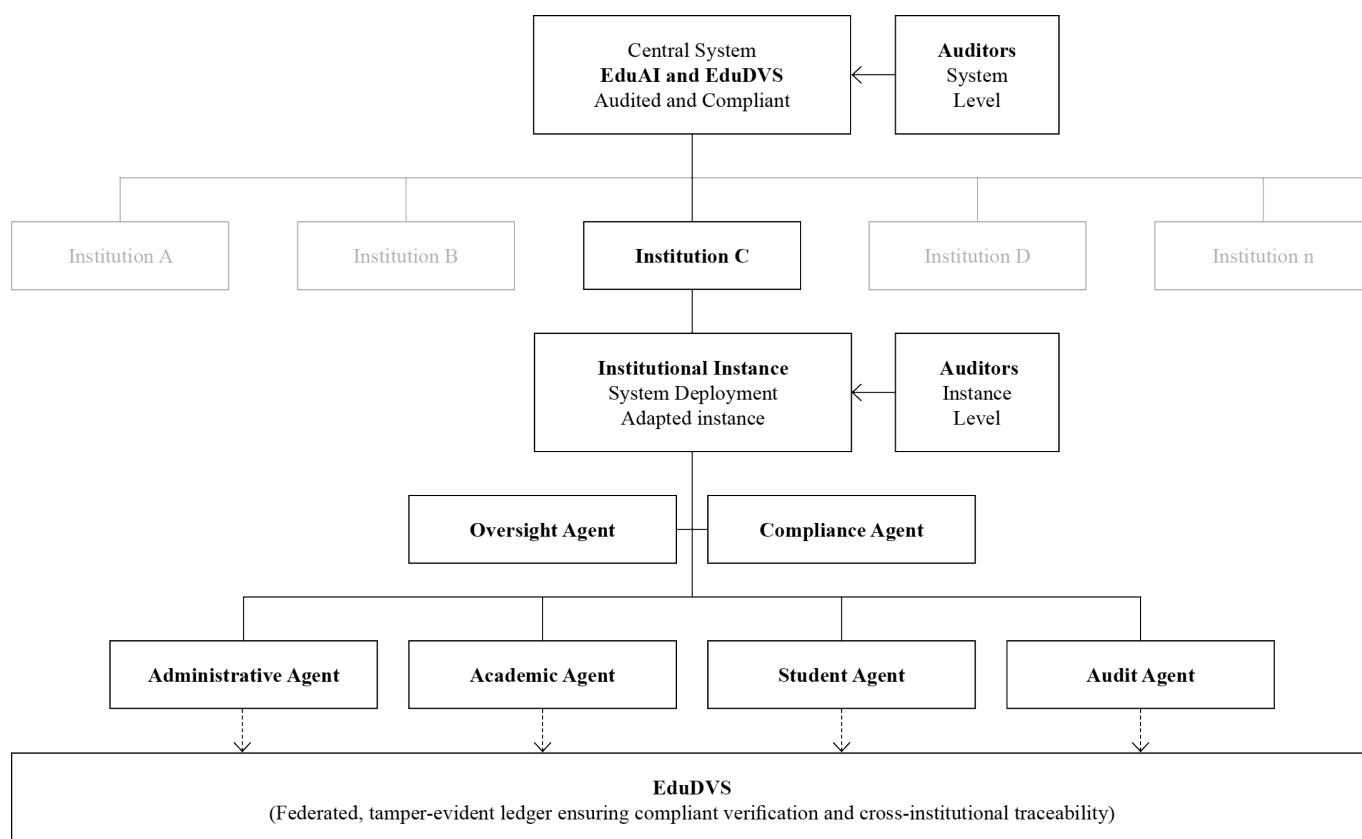 Central System
EduAI and EduDVS
Audited and Compliant
Auditors
System
Level
Institution A
Institution B
Institution C
Institution D
Institution n
Institutional Instance
System Deployment
Adapted instance
Auditors
Instance
Level
Oversight Agent
Compliance Agent
Administrative Agent
Academic Agent
Student Agent
Audit Agent
EduDVS
(Federated, tamper-evident ledger ensuring compliant verification and cross-institutional traceability)